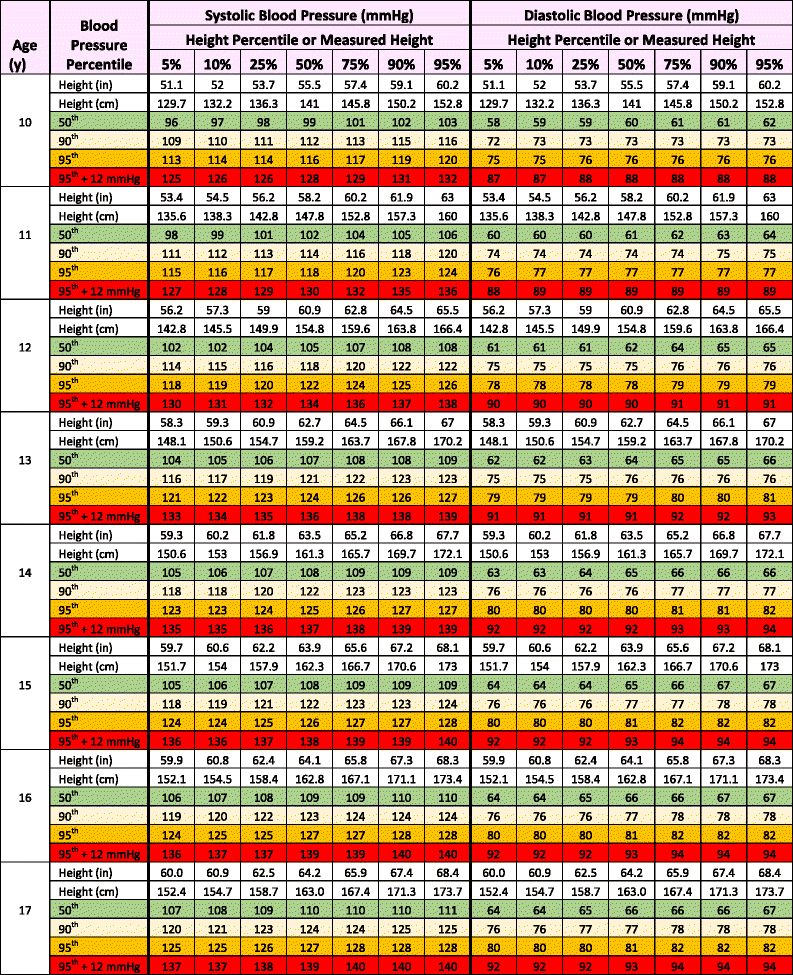 Age (y) Blood Pressure Percentile Systolic Blood Pressure (mmHg) Diastolic Blood Pressure (mmHg)
Height Percentile or Measured Height Height Percentile or Measured Height
5% 10% 25% 50% 75% 90% 95% 5% 10% 25% 50% 75% 90% 95%
10
Height (in) 51.1 52 53.7 55.5 57.4 59.1 60.2 51.1 52 53.7 55.5 57.4 59.1 60.2
Height (cm) 129.7 132.2 136.3 141 145.8 150.2 152.8 129.7 132.2 136.3 141 145.8 150.2 152.8
50th 96 97 98 99 101 102 103 58 59 59 60 61 61 62
90th 109 110 111 112 113 115 116 72 73 73 73 73 73 73
95th 113 114 114 116 117 119 120 75 75 76 76 76 76 76
95th + 12 mmHg 125 126 126 128 129 131 132 87 87 88 88 88 88 88
11
Height (in) 53.4 54.5 56.2 58.2 60.2 61.9 63 53.4 54.5 56.2 58.2 60.2 61.9 63
Height (cm) 135.6 138.3 142.8 147.8 152.8 157.3 160 135.6 138.3 142.8 147.8 152.8 157.3 160
50th 98 99 101 102 104 105 106 60 60 60 61 62 63 64
90th 111 112 113 114 116 118 120 74 74 74 74 74 75 75
95th 115 116 117 118 120 123 124 76 77 77 77 77 77 77
95th + 12 mmHg 127 128 129 130 132 135 136 88 89 89 89 89 89 89
12
Height (in) 56.2 57.3 59 60.9 62.8 64.5 65.5 56.2 57.3 59 60.9 62.8 64.5 65.5
Height (cm) 142.8 145.5 149.9 154.8 159.6 163.8 166.4 142.8 145.5 149.9 154.8 159.6 163.8 166.4
50th 102 102 104 105 107 108 108 61 61 61 62 64 65 65
90th 114 115 116 118 120 122 122 75 75 75 75 76 76 76
95th 118 119 120 122 124 125 126 78 78 78 78 79 79 79
95th + 12 mmHg 130 131 132 134 136 137 138 90 90 90 90 91 91 91
13
Height (in) 58.3 59.3 60.9 62.7 64.5 66.1 67 58.3 59.3 60.9 62.7 64.5 66.1 67
Height (cm) 148.1 150.6 154.7 159.2 163.7 167.8 170.2 148.1 150.6 154.7 159.2 163.7 167.8 170.2
50th 104 105 106 107 108 108 109 62 62 63 64 65 65 66
90th 116 117 119 121 122 123 123 75 75 75 76 76 76 76
95th 121 122 123 124 126 126 127 79 79 79 79 80 80 81
95th + 12 mmHg 133 134 135 136 138 138 139 91 91 91 91 92 92 93
14
Height (in) 59.3 60.2 61.8 63.5 65.2 66.8 67.7 59.3 60.2 61.8 63.5 65.2 66.8 67.7
Height (cm) 150.6 153 156.9 161.3 165.7 169.7 172.1 150.6 153 156.9 161.3 165.7 169.7 172.1
50th 105 106 107 108 109 109 109 63 63 64 65 66 66 66
90th 118 118 120 122 123 123 123 76 76 76 76 77 77 77
95th 123 123 124 125 126 127 127 80 80 80 80 81 81 82
95th + 12 mmHg 135 135 136 137 138 139 139 92 92 92 92 93 93 94
15
Height (in) 59.7 60.6 62.2 63.9 65.6 67.2 68.1 59.7 60.6 62.2 63.9 65.6 67.2 68.1
Height (cm) 151.7 154 157.9 162.3 166.7 170.6 173 151.7 154 157.9 162.3 166.7 170.6 173
50th 105 106 107 108 109 109 109 64 64 64 65 66 67 67
90th 118 119 121 122 123 123 124 76 76 76 77 77 78 78
95th 124 124 125 126 127 127 128 80 80 80 81 82 82 82
95th + 12 mmHg 136 136 137 138 139 139 140 92 92 92 93 94 94 94
16
Height (in) 59.9 60.8 62.4 64.1 65.8 67.3 68.3 59.9 60.8 62.4 64.1 65.8 67.3 68.3
Height (cm) 152.1 154.5 158.4 162.8 167.1 171.1 173.4 152.1 154.5 158.4 162.8 167.1 171.1 173.4
50th 106 107 108 109 109 110 110 64 64 65 66 66 67 67
90th 119 120 122 123 124 124 124 76 76 76 77 78 78 78
95th 124 125 125 127 127 128 128 80 80 80 81 82 82 82
95th + 12 mmHg 136 137 137 139 139 140 140 92 92 92 93 94 94 94
17
Height (in) 60.0 60.9 62.5 64.2 65.9 67.4 68.4 60.0 60.9 62.5 64.2 65.9 67.4 68.4
Height (cm) 152.4 154.7 158.7 163.0 167.4 171.3 173.7 152.4 154.7 158.7 163.0 167.4 171.3 173.7
50th 107 108 109 110 110 110 111 64 64 65 66 66 66 67
90th 120 121 123 124 124 125 125 76 76 77 77 78 78 78
95th 125 125 126 127 128 128 128 80 80 80 81 82 82 82
95th + 12 mmHg 137 137 138 139 140 140 140 92 92 92 93 94 94 94